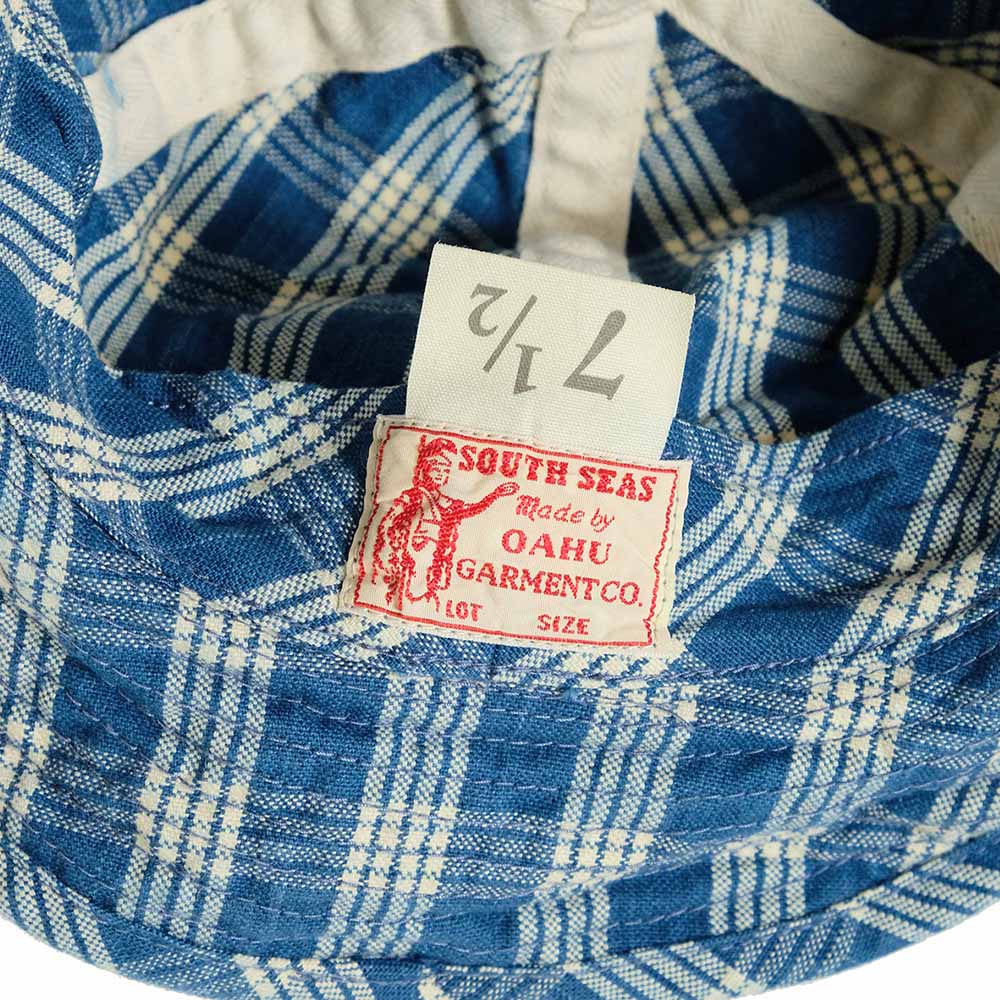 7 1/2
SOUTH SEAS
Made by
OAHU
GARMENT CO.
LOT SIZE